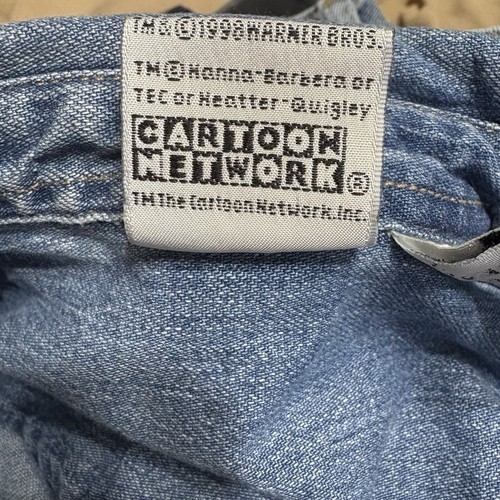 TM & © 1998 WARNER BROS.
TM ® Hanna-Barbera or
TEC or Heatter-Quigley
CARTOON
NETWORK ®
TM The Cartoon Network, Inc.